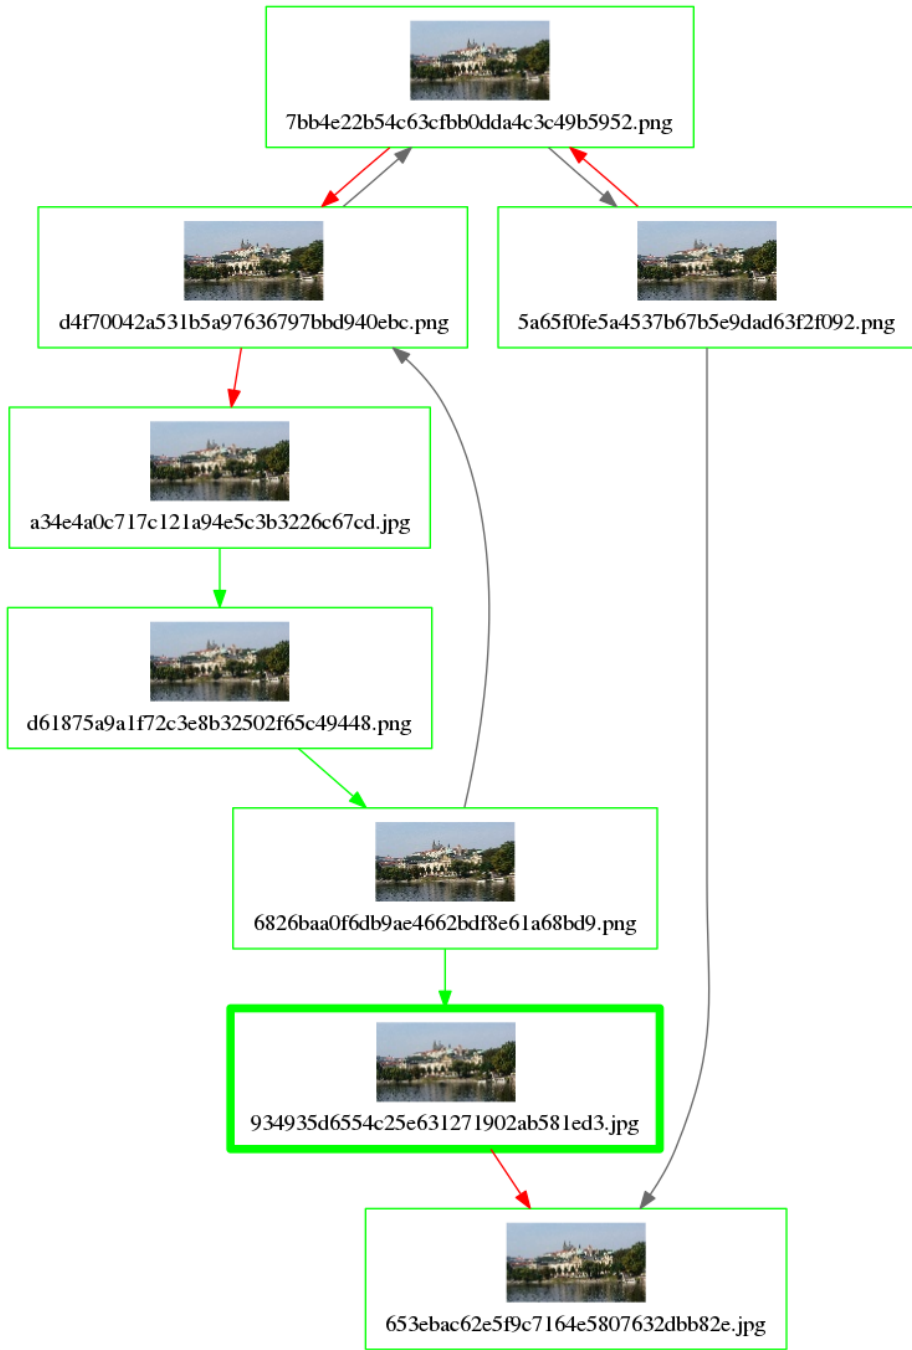 7bb4e22b54c63cfbb0dda4c3c49b5952.png
d4f70042a531b5a97636797bbd940ebc.png
5a65f0fe5a4537b67b5e9dad63f2f092.png
a34e4a0c717c121a94e5c3b3226c67cd.jpg
d61875a9a1f72c3e8b32502f65c49448.png
6826baa0f6db9ae4662bdf8e61a68bd9.png
934935d6554c25e631271902ab581ed3.jpg
653ebac62e5f9c7164e5807632dbb82e.jpg